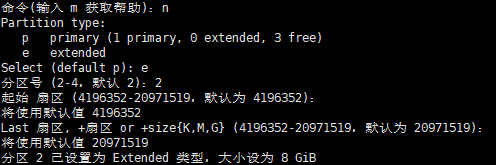 命令(输入 m 获取帮助)：n
Partition type:
   p   primary (1 primary, 0 extended, 3 free)
   e   extended
Select (default p): e
分区号 (2-4，默认 2)：2
起始 扇区 (4196352-20971519，默认为 4196352)：
将使用默认值 4196352
Last 扇区, +扇区 or +size{K,M,G} (4196352-20971519，默认为 20971519)：
将使用默认值 20971519
分区 2 已设置为 Extended 类型，大小设为 8 GiB